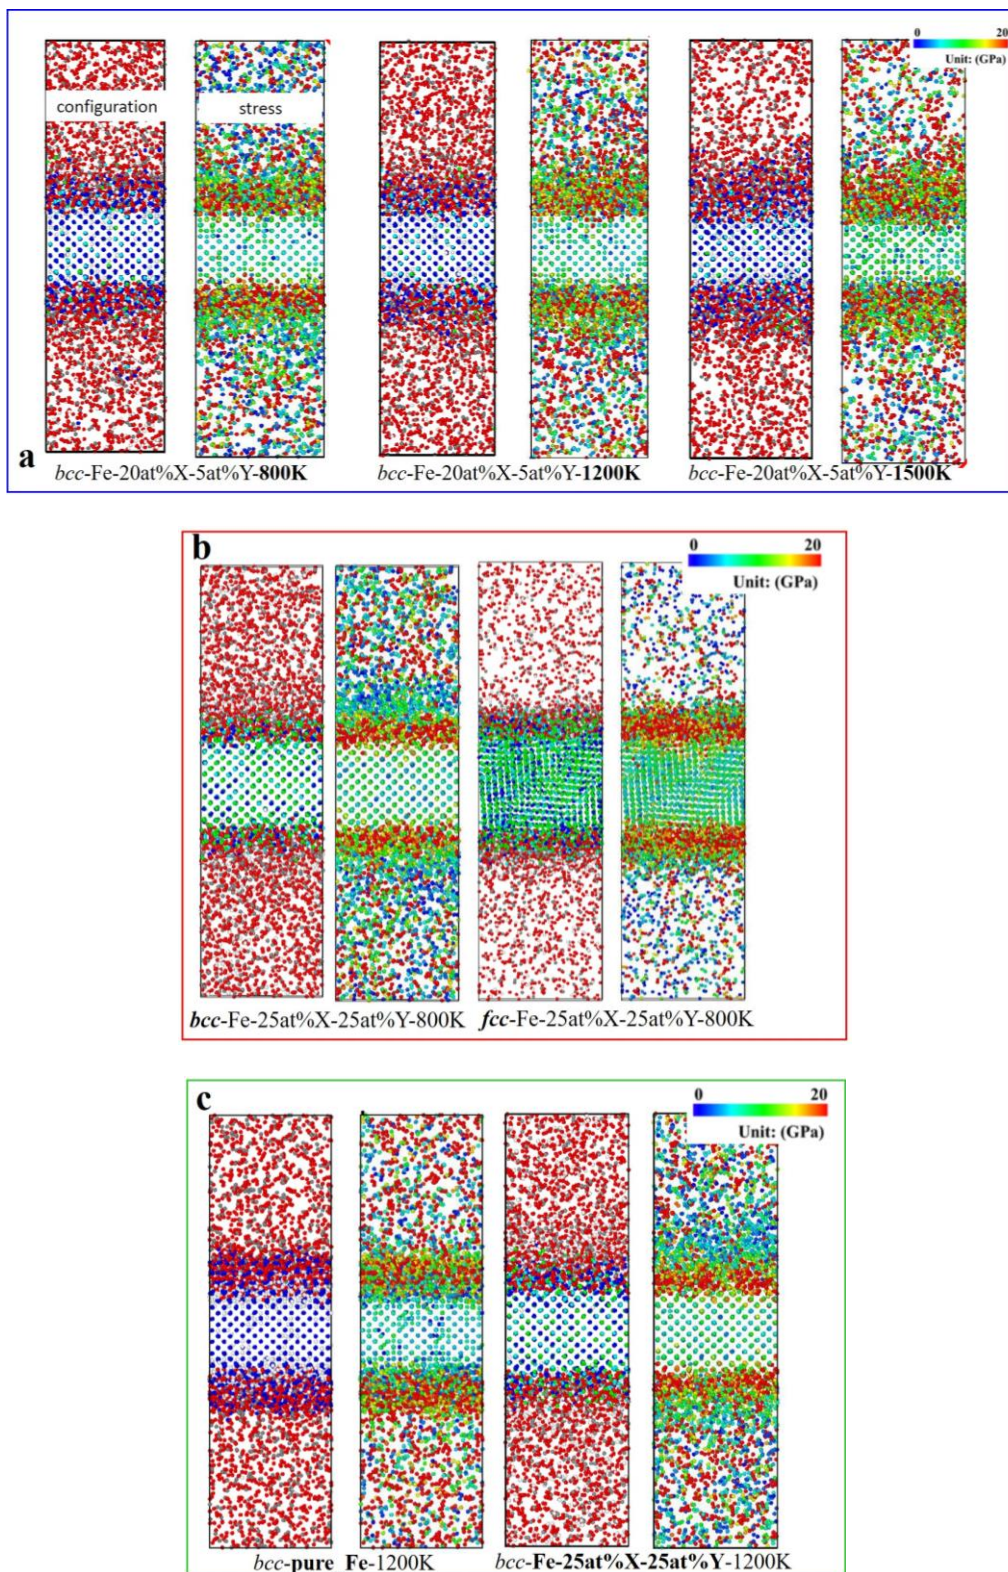 0 20
Unit: (GPa)
configuration stress
a
bcc-Fe-20at%X-5at%Y-800K bcc-Fe-20at%X-5at%Y-1200K bcc-Fe-20at%X-5at%Y-1500K
b
0 20
Unit: (GPa)
bcc-Fe-25at%X-25at%Y-800K fcc-Fe-25at%X-25at%Y-800K
c
0 20
Unit: (GPa)
bcc-pure Fe-1200K bcc-Fe-25at%X-25at%Y-1200K